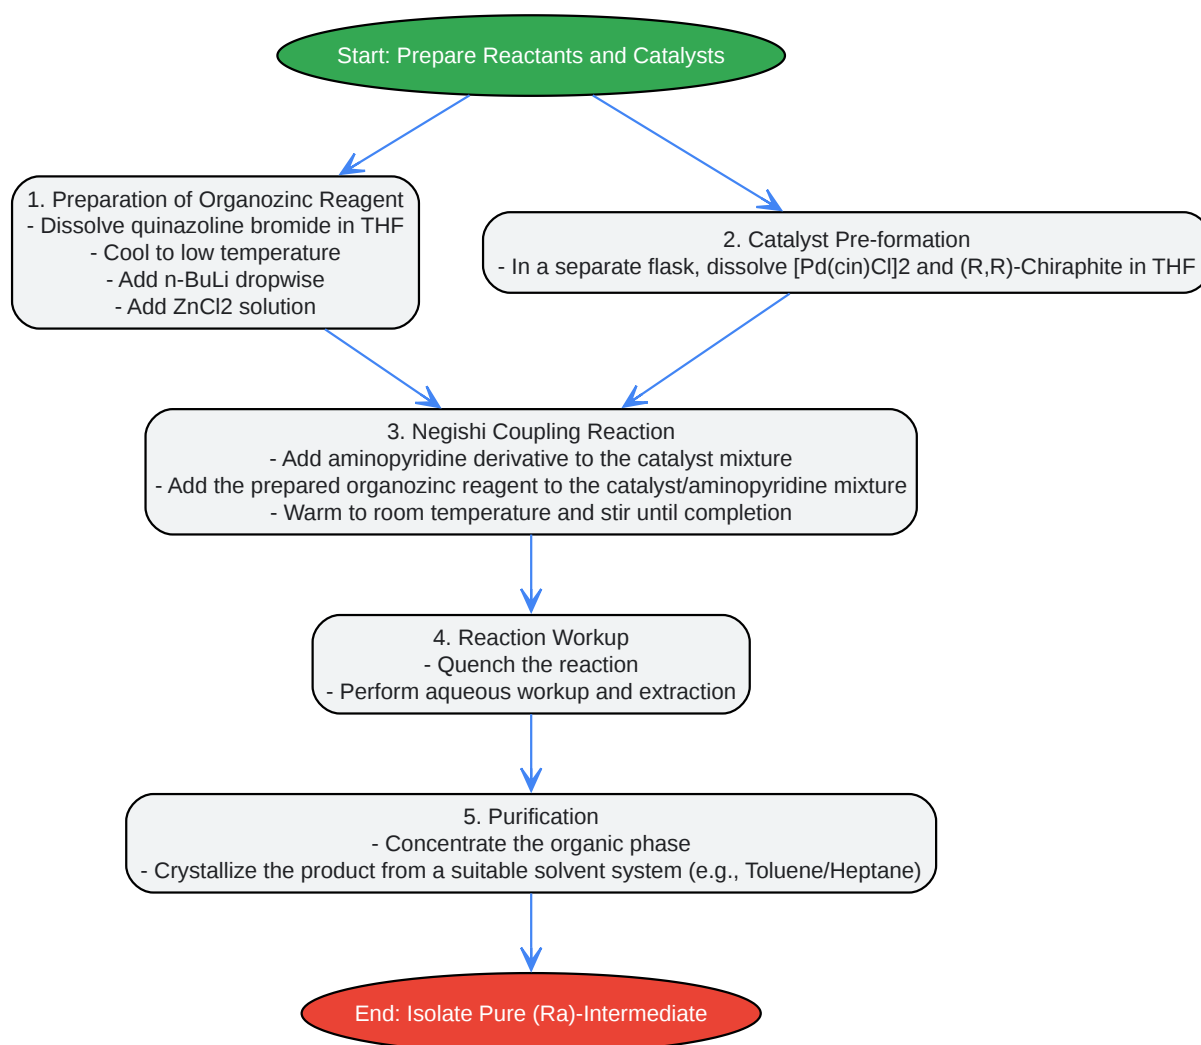 Start: Prepare Reactants and Catalysts
1. Preparation of Organozinc Reagent
- Dissolve quinazoline bromide in THF
- Cool to low temperature
- Add n-BuLi dropwise
- Add ZnCl2 solution
2. Catalyst Pre-formation
- In a separate flask, dissolve [Pd(cin)Cl]2 and (R,R)-Chiraphite in THF
3. Negishi Coupling Reaction
- Add aminopyridine derivative to the catalyst mixture
- Add the prepared organozinc reagent to the catalyst/aminopyridine mixture
- Warm to room temperature and stir until completion
4. Reaction Workup
- Quench the reaction
- Perform aqueous workup and extraction
5. Purification
- Concentrate the organic phase
- Crystallize the product from a suitable solvent system (e.g., Toluene/Heptane)
End: Isolate Pure (Ra)-Intermediate